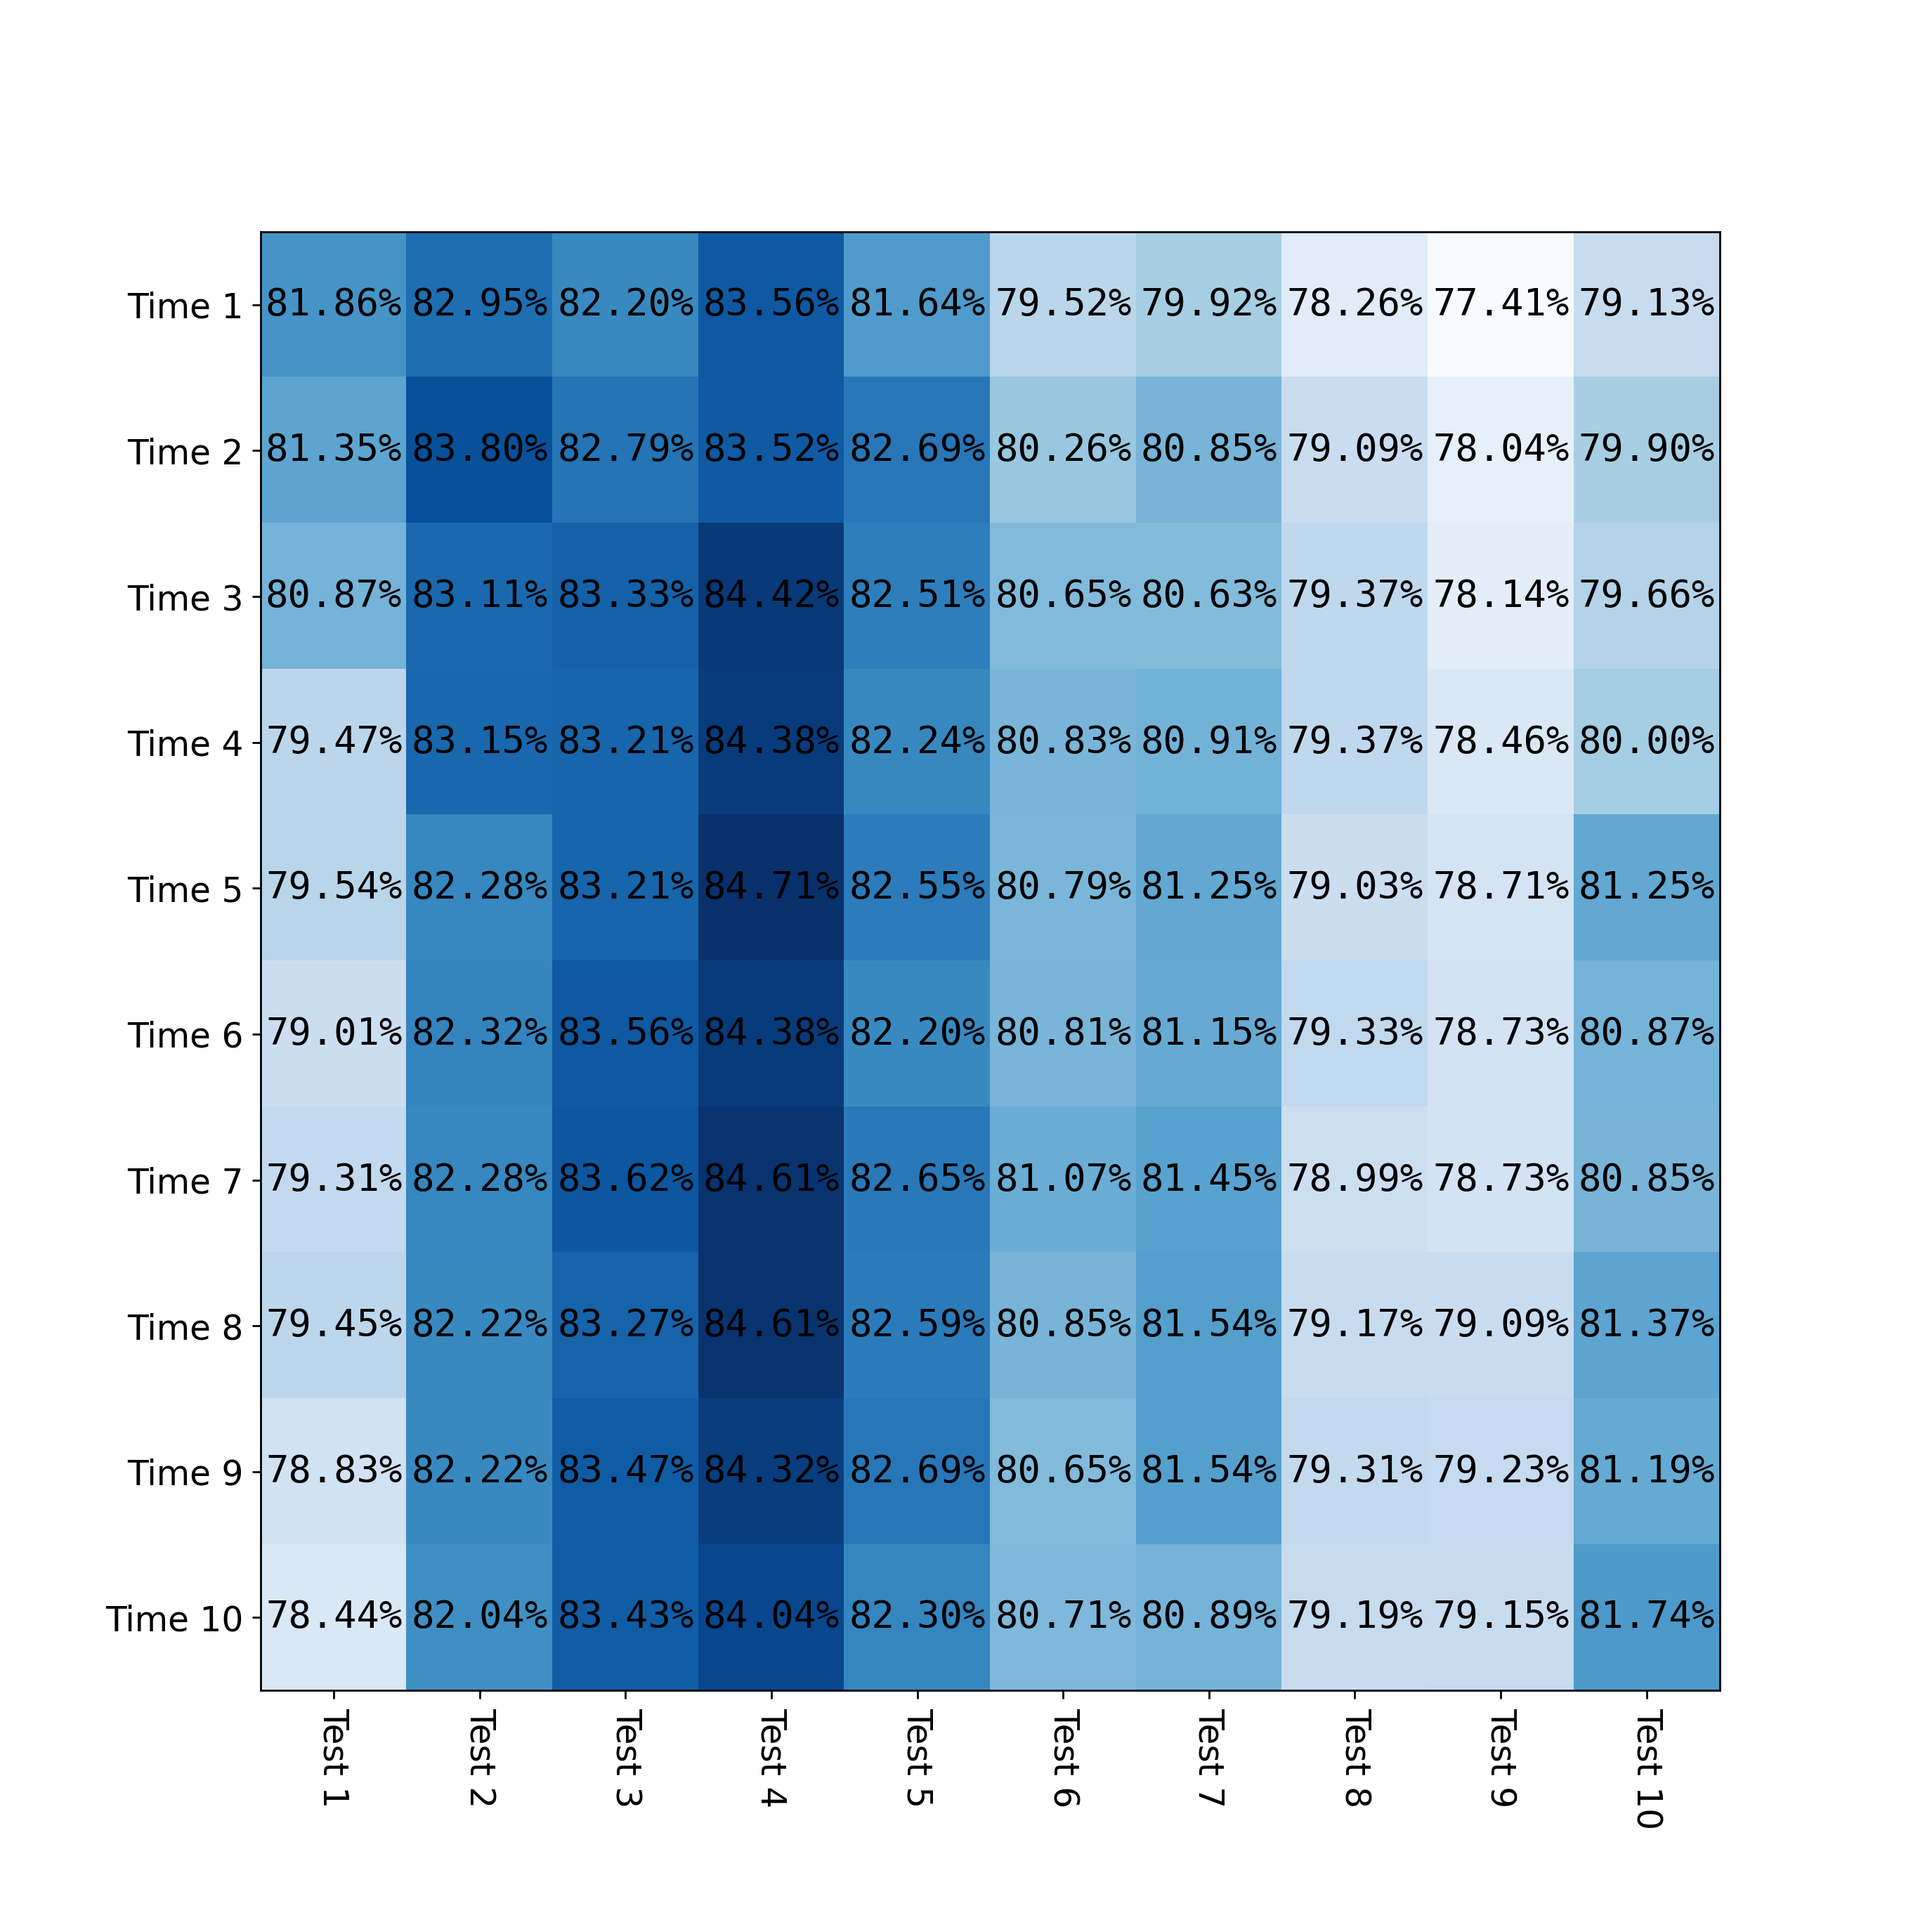 Time 1 81.86% 82.95% 82.20% 83.56% 81.64% 79.52% 79.92% 78.26% 77.41% 79.13%
Time 2 81.35% 83.80% 82.79% 83.52% 82.69% 80.26% 80.85% 79.09% 78.04% 79.90%
Time 3 80.87% 83.11% 83.33% 84.42% 82.51% 80.65% 80.63% 79.37% 78.14% 79.66%
Time 4 79.47% 83.15% 83.21% 84.38% 82.24% 80.83% 80.91% 79.37% 78.46% 80.00%
Time 5 79.54% 82.28% 83.21% 84.71% 82.55% 80.79% 81.25% 79.03% 78.71% 81.25%
Time 6 79.01% 82.32% 83.56% 84.38% 82.20% 80.81% 81.15% 79.33% 78.73% 80.87%
Time 7 79.31% 82.28% 83.62% 84.61% 82.65% 81.07% 81.45% 78.99% 78.73% 80.85%
Time 8 79.45% 82.22% 83.27% 84.61% 82.59% 80.85% 81.54% 79.17% 79.09% 81.37%
Time 9 78.83% 82.22% 83.47% 84.32% 82.69% 80.65% 81.54% 79.31% 79.23% 81.19%
Time 10 78.44% 82.04% 83.43% 84.04% 82.30% 80.71% 80.89% 79.19% 79.15% 81.74%
Test 1 Test 2 Test 3 Test 4 Test 5 Test 6 Test 7 Test 8 Test 9 Test 10